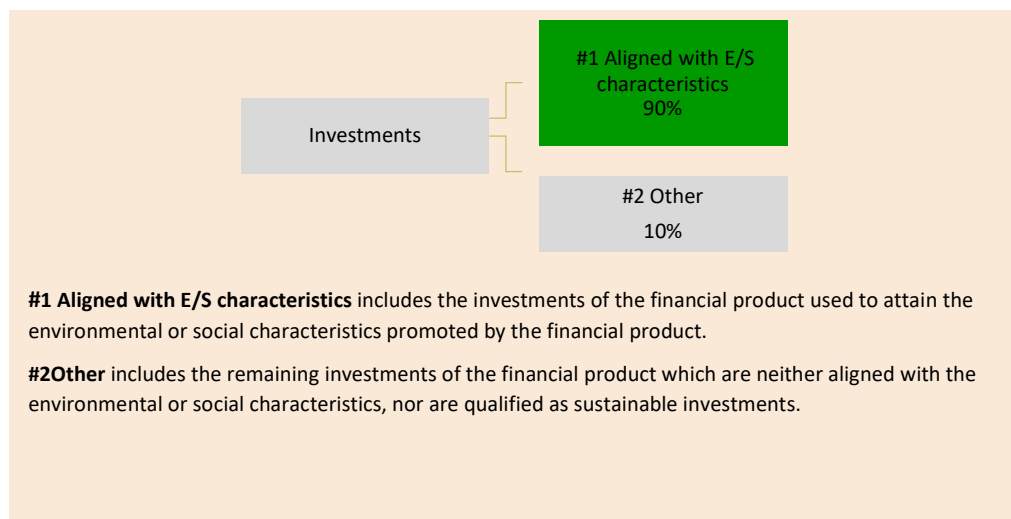 #1 Aligned with E/S
characteristics
90%
Investments
#2 Other
10%
#1 Aligned with E/S characteristics includes the investments of the financial product used to attain the
environmental or social characteristics promoted by the financial product.
#2Other includes the remaining investments of the financial product which are neither aligned with the
environmental or social characteristics, nor are qualified as sustainable investments.